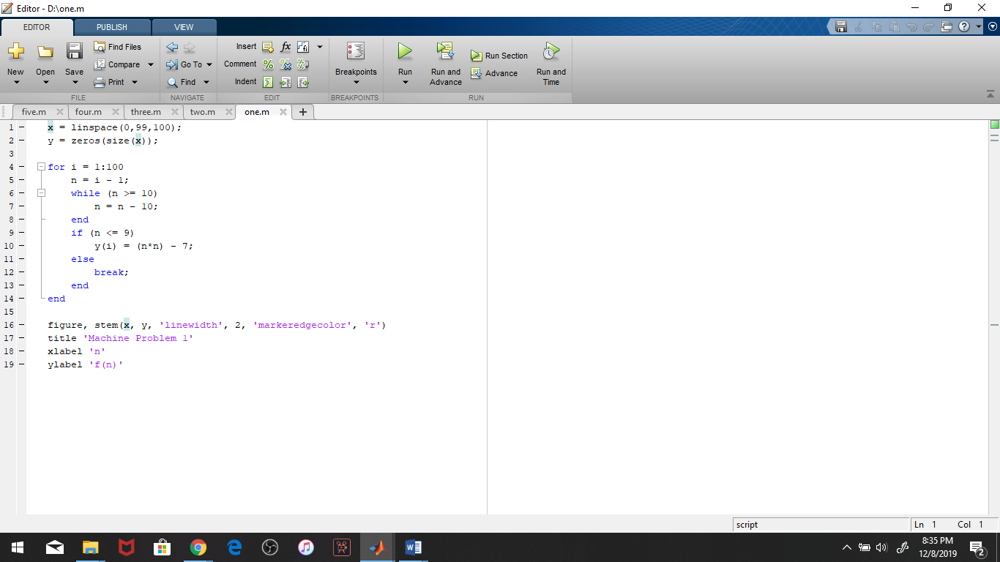 Editor - D:\one.m
EDITOR PUBLISH VIEW
New Open Save Find Files Compare Print Go To Find Insert fx Comment Indent Breakpoints Run Run and Advance Run Section Advance Run and Time
FILE NAVIGATE EDIT BREAKPOINTS RUN
five.m four.m three.m two.m one.m
1 x = linspace(0,99,100);
2 y = zeros(size(x));
3
4 for i = 1:100
5 n = i - 1;
6 while (n >= 10)
7 n = n - 10;
8 end
9 if (n <= 9)
10 y(i) = (n*n) - 7;
11 else
12 break;
13 end
14 end
15
16 figure, stem(x, y, 'linewidth', 2, 'markeredgecolor', 'r')
17 title 'Machine Problem 1'
18 xlabel 'n'
19 ylabel 'f(n)'
script Ln 1 Col 1
8:35 PM
12/8/2019
2